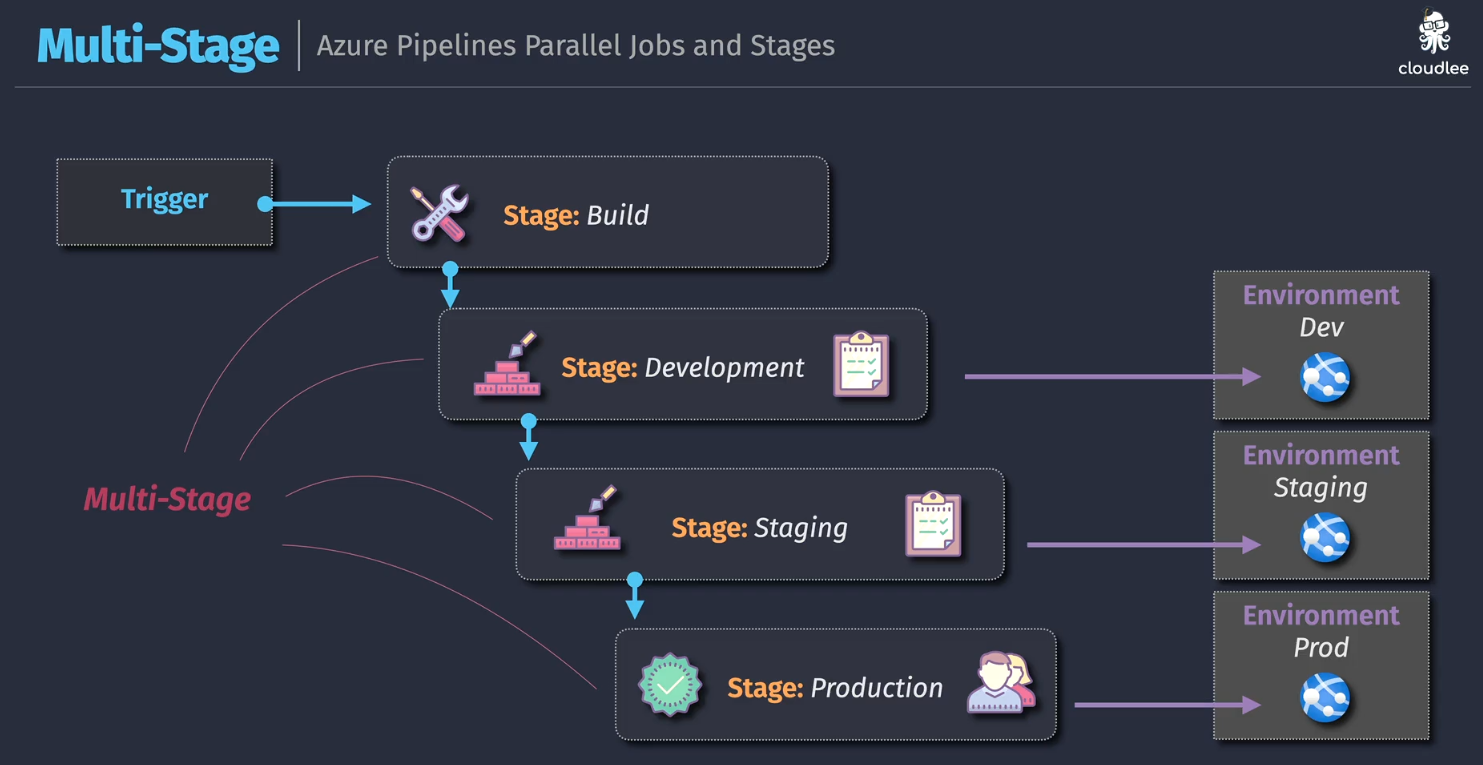 Multi-Stage
Azure Pipelines Parallel Jobs and Stages
cloudlee
Trigger
Stage: Build
Stage: Development
Stage: Staging
Stage: Production
Multi-Stage
Environment
Dev
Environment
Staging
Environment
Prod